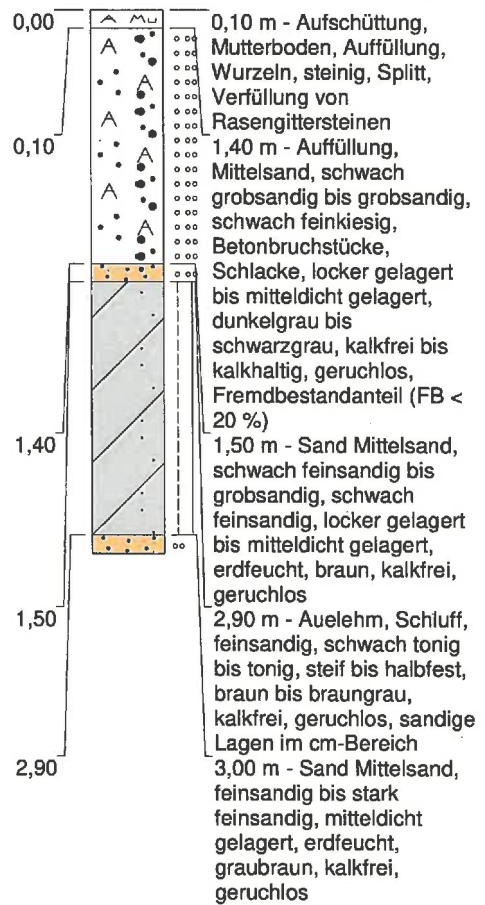 0,00
A Mu
0,10 m - Aufschüttung,
Mutterboden, Auffüllung,
Wurzeln, steinig, Splitt,
Verfüllung von
Rasengittersteinen
0,10
1,40 m - Auffüllung,
Mittelsand, schwach
grobsandig bis grobsandig,
schwach feinkiesig,
Betonbruchstücke,
Schlacke, locker gelagert
bis mitteldicht gelagert,
dunkelgrau bis
schwarzgrau, kalkfrei bis
kalkhaltig, geruchlos,
Fremdbestandanteil (FB <
20 %)
A
A
A
A
A
A
1,40
1,50 m - Sand Mittelsand,
schwach feinsandig bis
grobsandig, schwach
feinsandig, locker gelagert
bis mitteldicht gelagert,
erdfeucht, braun, kalkfrei,
geruchlos
1,50
2,90 m - Auelehm, Schluff,
feinsandig, schwach tonig
bis tonig, steif bis halbfest,
braun bis braungrau,
kalkfrei, geruchlos, sandige
Lagen im cm-Bereich
2,90
3,00 m - Sand Mittelsand,
feinsandig bis stark
feinsandig, mitteldicht
gelagert, erdfeucht,
graubraun, kalkfrei,
geruchlos